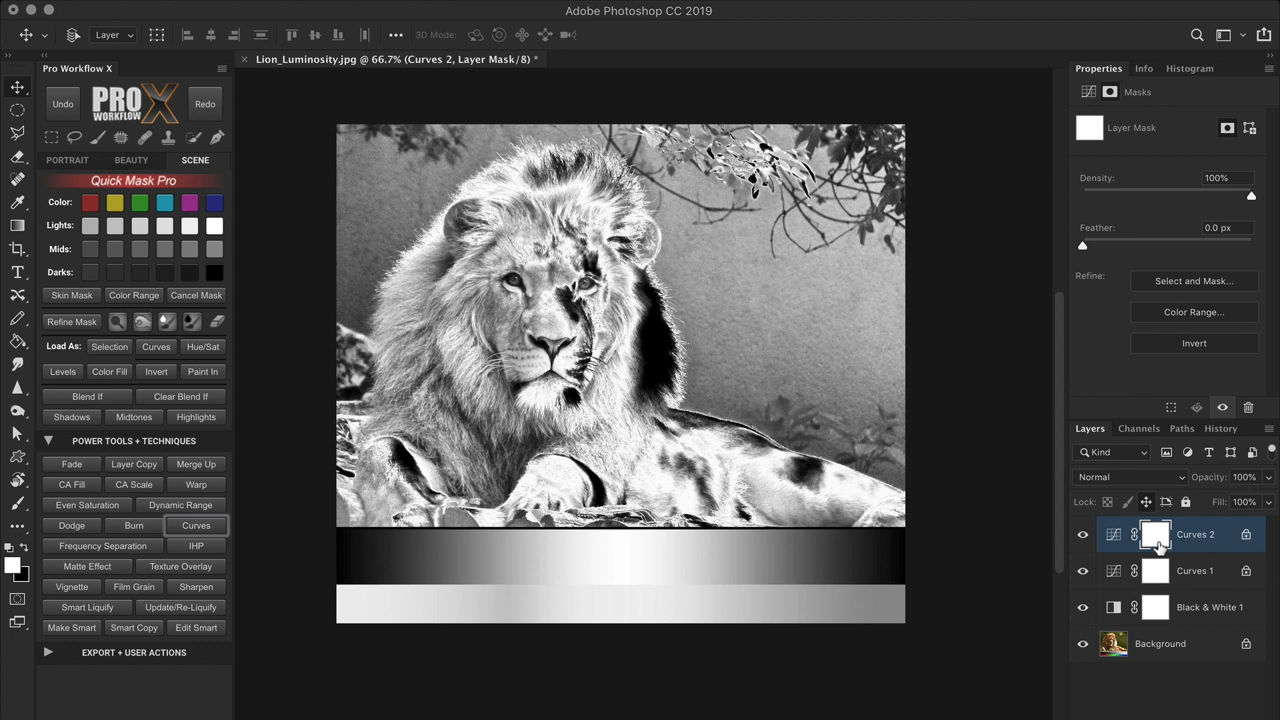 Adobe Photoshop CC 2019
Layer
3D Mode:
Lion_Luminosity.jpg @ 66.7% (Curves 2, Layer Mask/8) *
Pro Workflow X
Undo
PRO
X
WORKFLOW
Redo
PORTRAIT BEAUTY SCENE
Quick Mask Pro
Color:
Lights:
Mids:
Darks:
Skin Mask Color Range Cancel Mask
Refine Mask
Load As: Selection Curves Hue/Sat
Levels Color Fill Invert Paint In
Blend If Clear Blend If
Shadows Midtones Highlights
POWER TOOLS + TECHNIQUES
Fade Layer Copy Merge Up
CA Fill CA Scale Warp
Even Saturation Dynamic Range
Dodge Burn Curves
Frequency Separation IHP
Matte Effect Texture Overlay
Vignette Film Grain Sharpen
Smart Liquify Update/Re-Liquify
Make Smart Smart Copy Edit Smart
EXPORT + USER ACTIONS
Properties Info Histogram
Masks
Layer Mask
Density: 100%
Feather: 0.0 px
Refine: Select and Mask...
Color Range...
Invert
Layers Channels Paths History
Kind
Normal Opacity: 100%
Lock: Fill: 100%
Curves 2
Curves 1
Black & White 1
Background